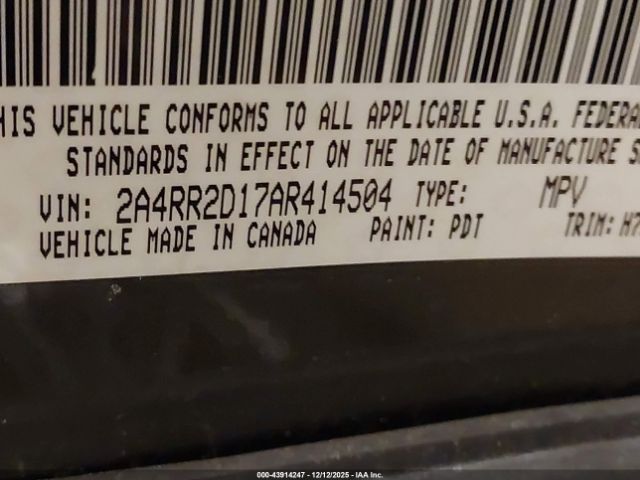 HIS VEHICLE CONFORMS TO ALL APPLICABLE U.S.A. FEDERA
STANDARDS IN EFFECT ON THE DATE OF MANUFACTURE S
VIN: 2A4RR2D17AR414504 TYPE: MPV
VEHICLE MADE IN CANADA PAINT: PDT TRIM: H7
000-43914247 - 12/12/2025 - IAA Inc.